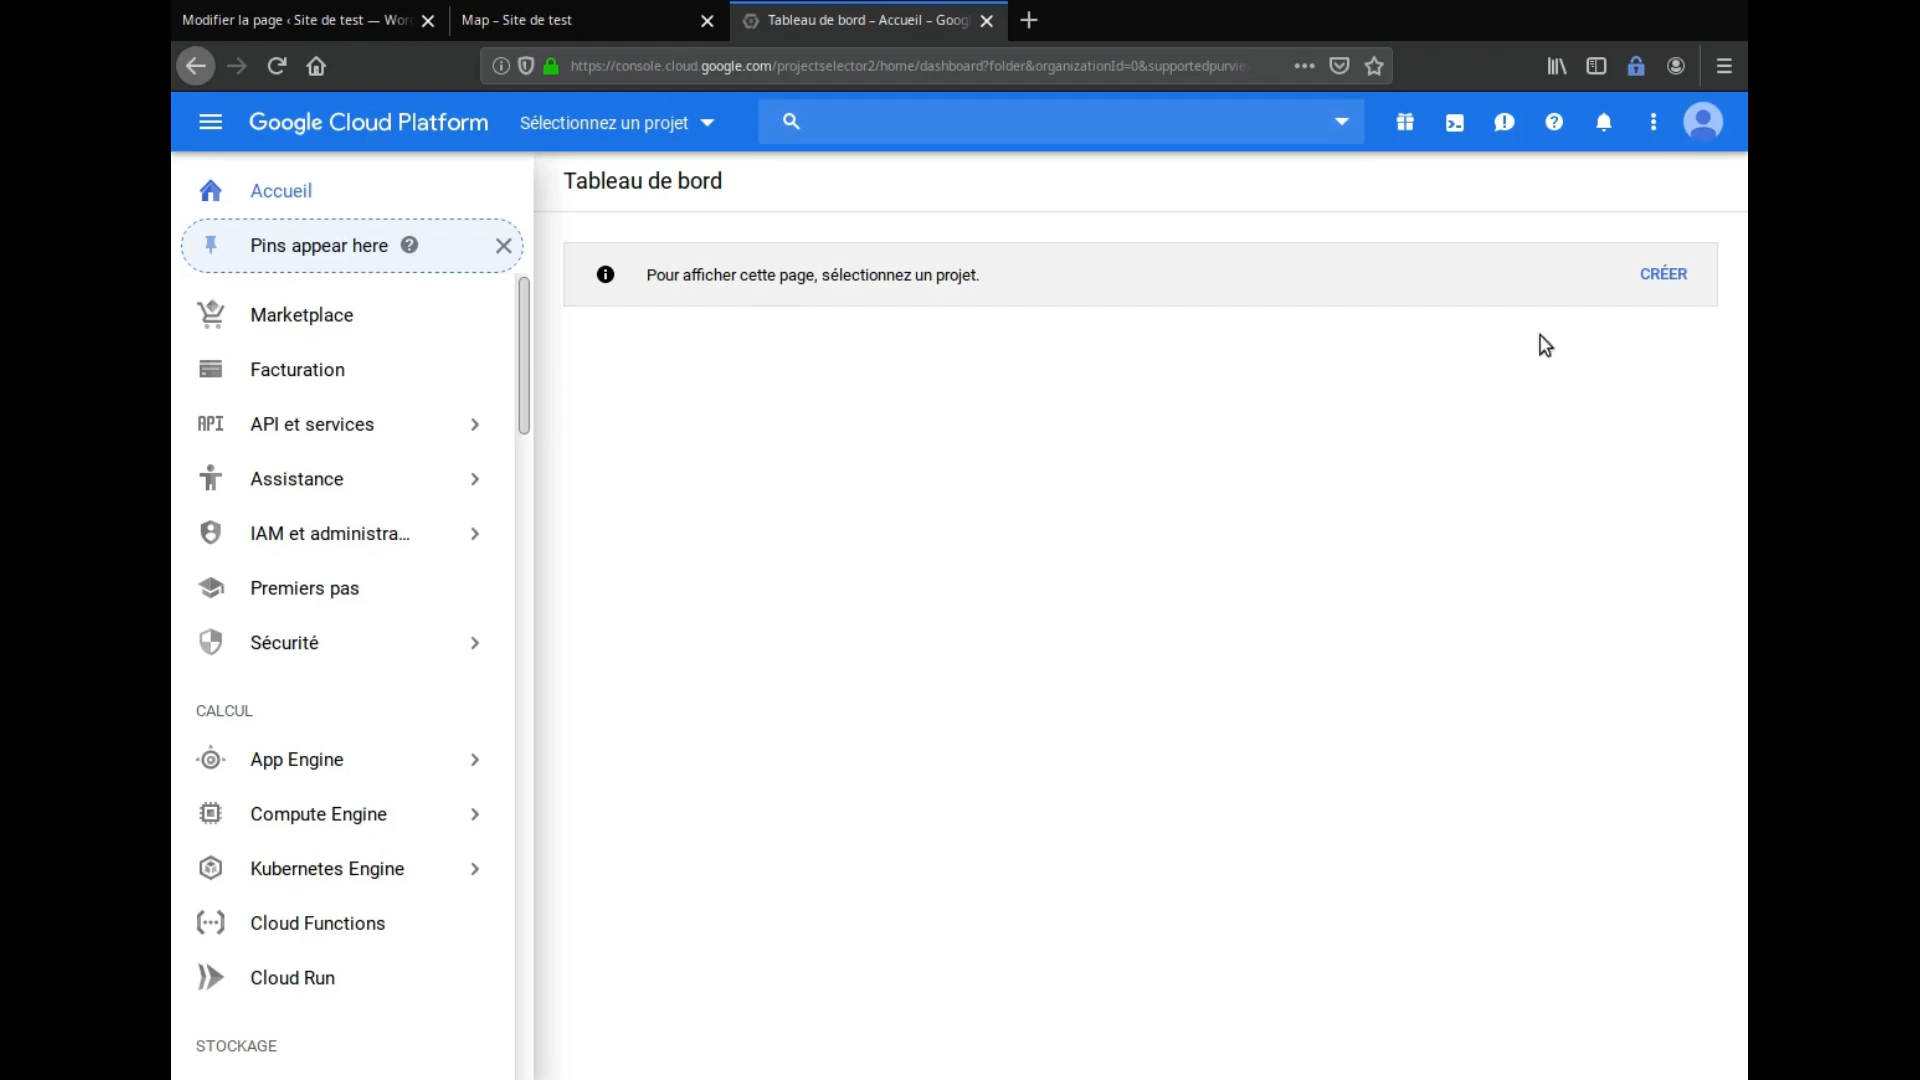 Modifier la page ‹ Site de test — Wor
Map – Site de test
Tableau de bord – Accueil – Goog
https://console.cloud.google.com/projectselector2/home/dashboard?folder&organizationId=0&supportedpurvie
Google Cloud Platform
Sélectionnez un projet
Accueil
Tableau de bord
Pins appear here
Pour afficher cette page, sélectionnez un projet.
CRÉER
Marketplace
Facturation
API
API et services
Assistance
IAM et administra...
Premiers pas
Sécurité
CALCUL
App Engine
Compute Engine
Kubernetes Engine
Cloud Functions
Cloud Run
STOCKAGE